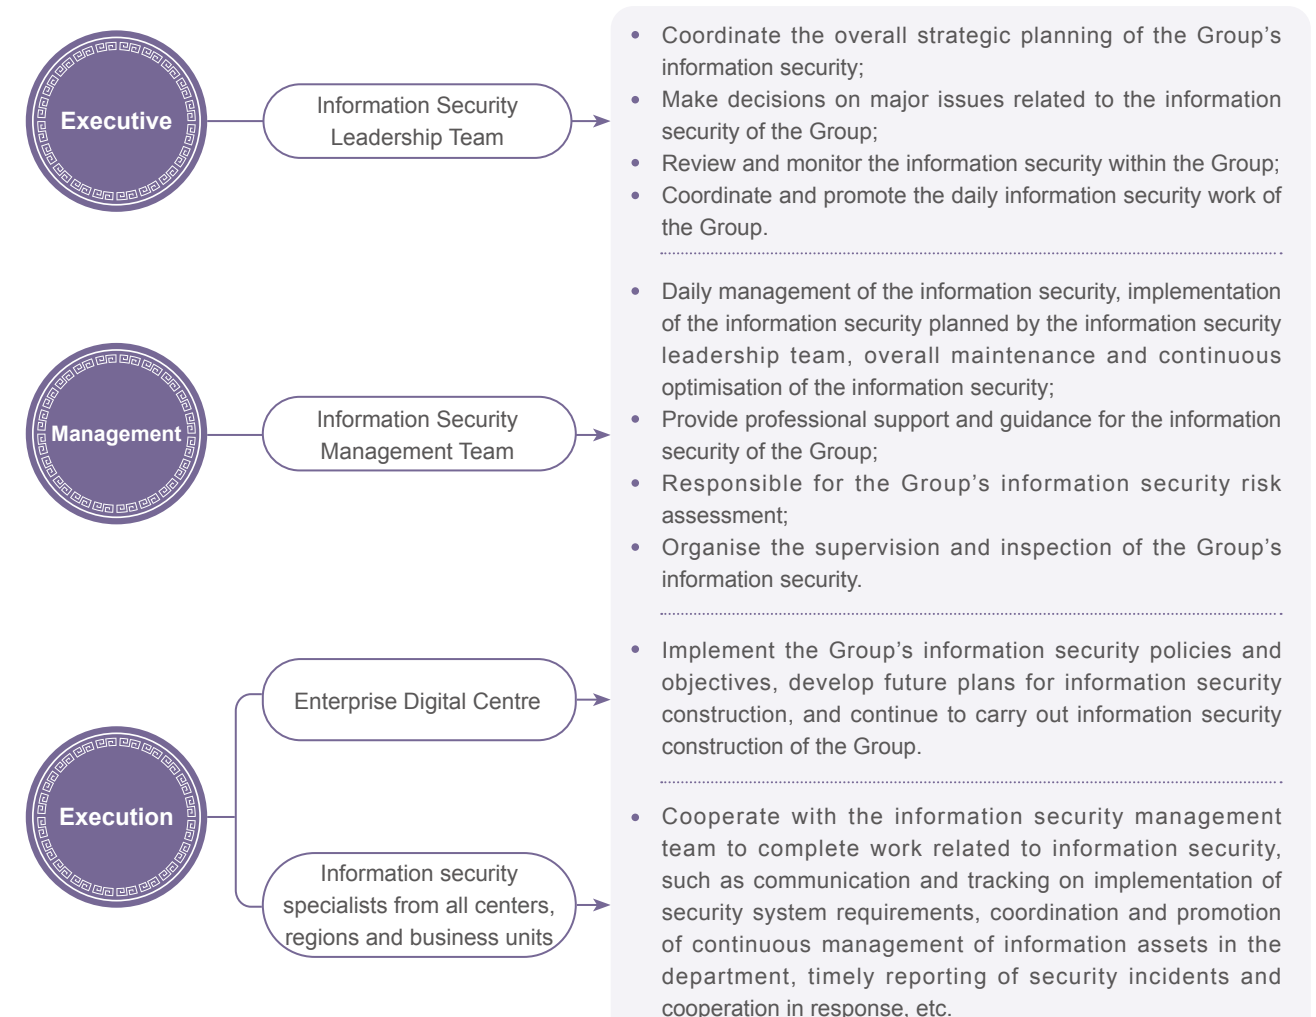 Executive
Information Security
Leadership Team
• Coordinate the overall strategic planning of the Group’s
information security;
• Make decisions on major issues related to the information
security of the Group;
• Review and monitor the information security within the Group;
• Coordinate and promote the daily information security work of
the Group.
Management
Information Security
Management Team
• Daily management of the information security, implementation
of the information security planned by the information security
leadership team, overall maintenance and continuous
optimisation of the information security;
• Provide professional support and guidance for the information
security of the Group;
• Responsible for the Group’s information security risk
assessment;
• Organise the supervision and inspection of the Group’s
information security.
Execution
Enterprise Digital Centre
• Implement the Group’s information security policies and
objectives, develop future plans for information security
construction, and continue to carry out information security
construction of the Group.
Information security
specialists from all centers,
regions and business units
• Cooperate with the information security management
team to complete work related to information security,
such as communication and tracking on implementation of
security system requirements, coordination and promotion
of continuous management of information assets in the
department, timely reporting of security incidents and
cooperation in response, etc.